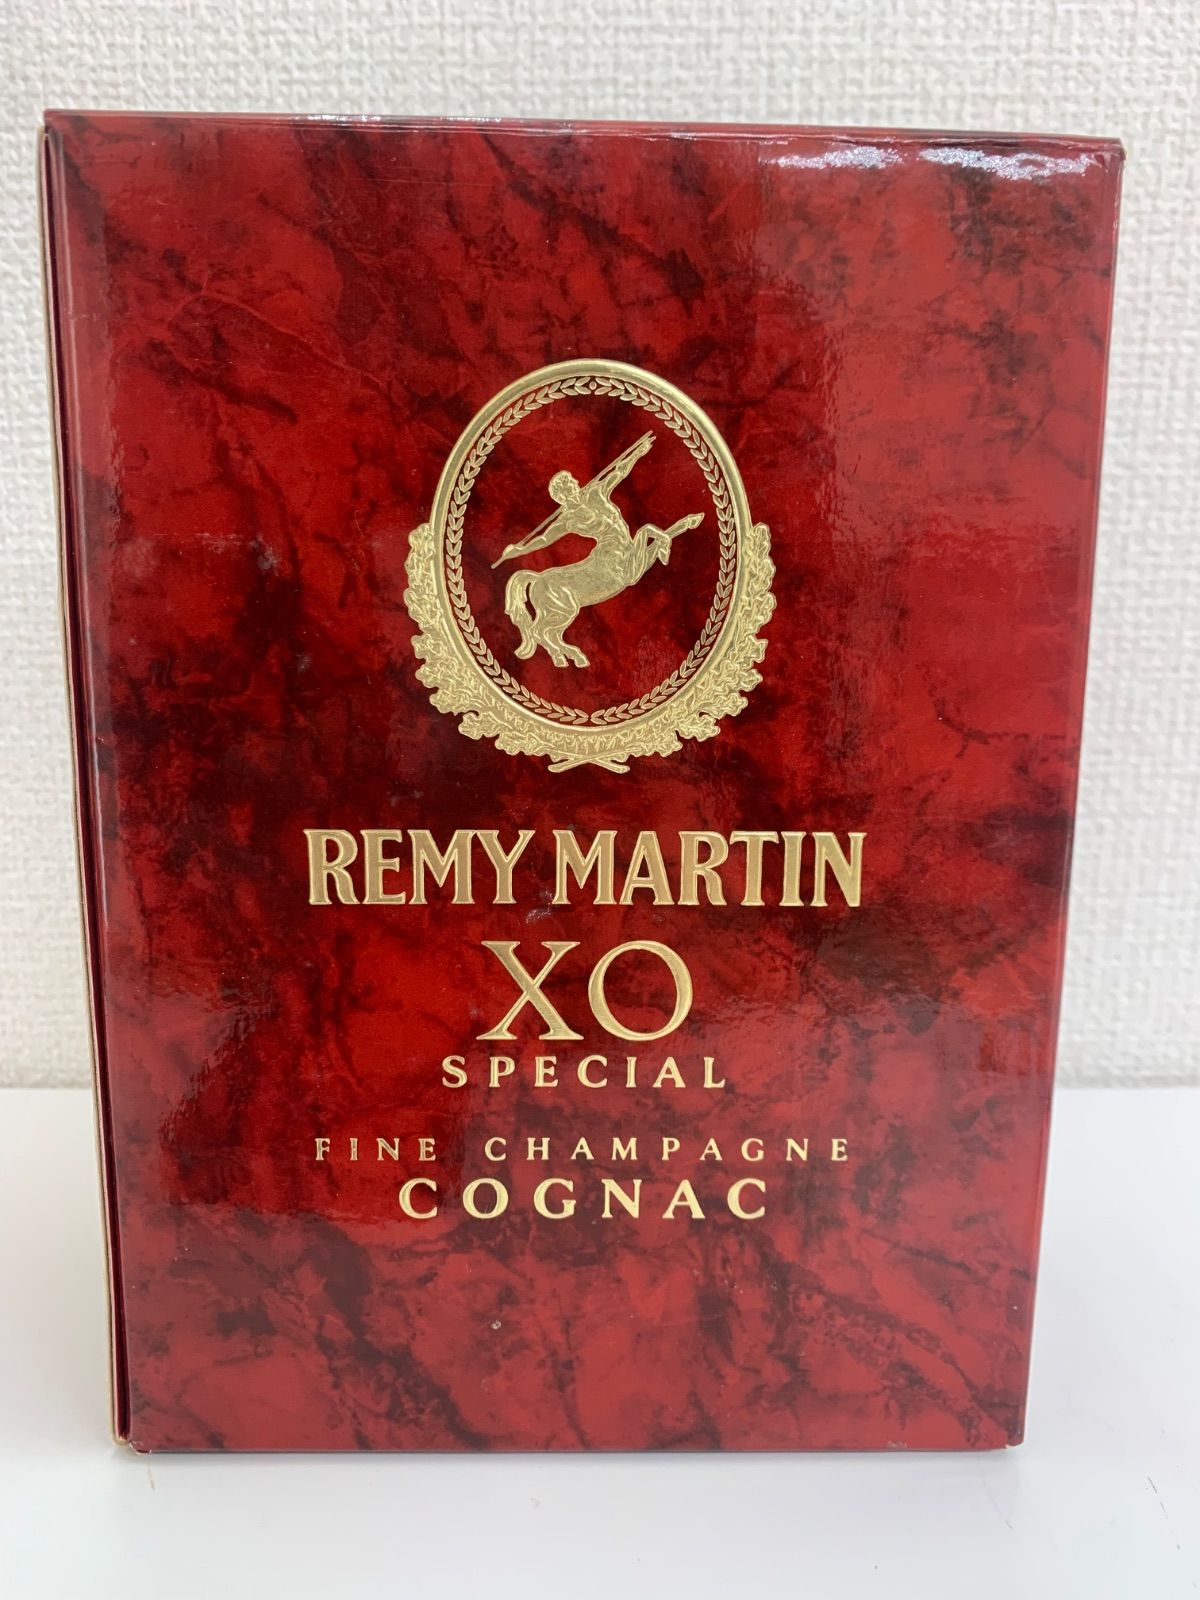 REMY MARTIN
XO
SPECIAL
FINE CHAMPAGNE
COGNAC